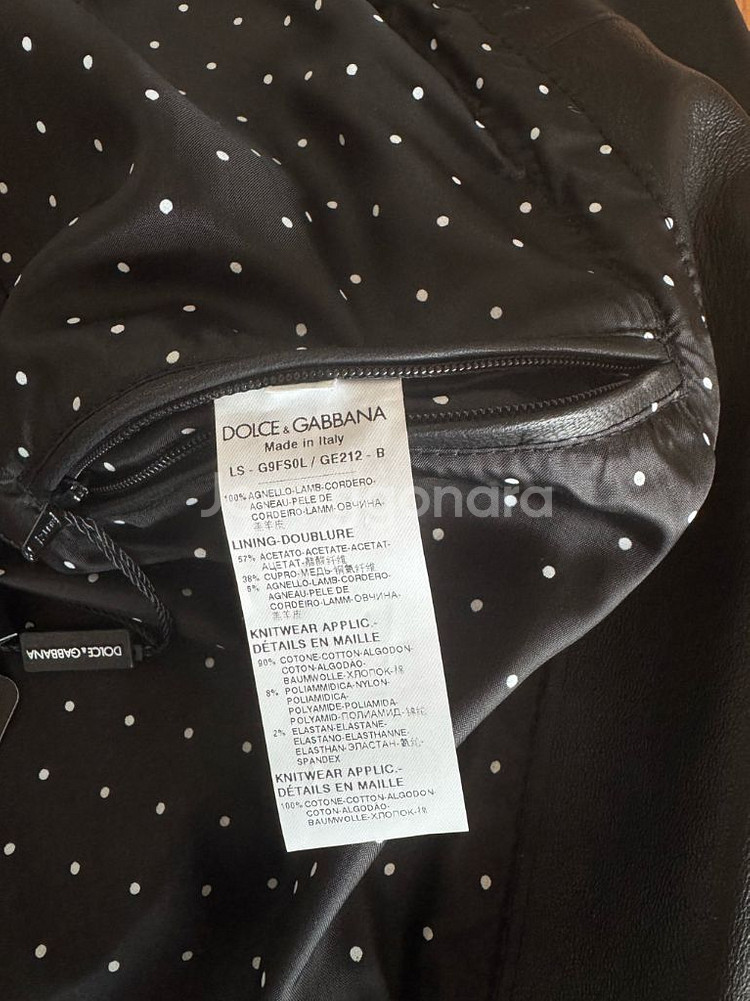 DOLCE & GABBANA
Made in Italy
LS - G9FS0L / GE212 - B
100% AGNELLO-LAMB-CORDERO-
AGNEAU-PELE DE
CORDEIRO-LAMM-ОВЧИНА-
羔羊皮
LINING-DOUBLURE
57% ACETATO-ACETATE-ACETAT-
АЦЕТАТ-醋酸纤维
38% CUPRO-МЕДЬ-铜氨纤维
5% AGNELLO-LAMB-CORDERO-
AGNEAU-PELE DE
CORDEIRO-LAMM-ОВЧИНА-
羔羊皮
KNITWEAR APPLIC.-
DÉTAILS EN MAILLE
90% COTONE-COTTON-ALGODON-
COTON-ALGODAO-
BAUMWOLLE-ХЛОПОК-棉
8% POLIAMMIDICA-NYLON-
POLIAMIDICA-
POLYAMIDE-POLIAMIDA-
POLYAMID-ПОЛИАМИД-锦纶
2% ELASTAN-ELASTANE-
ELASTANO-ELASTHANNE-
ELASTHAN-ЭЛАСТАН-氨纶-
SPANDEX
KNITWEAR APPLIC.-
DÉTAILS EN MAILLE
100% COTONE-COTTON-ALGODON-
COTON-ALGODAO-
BAUMWOLLE-ХЛОПОК-棉
DOLCE & GABBANA